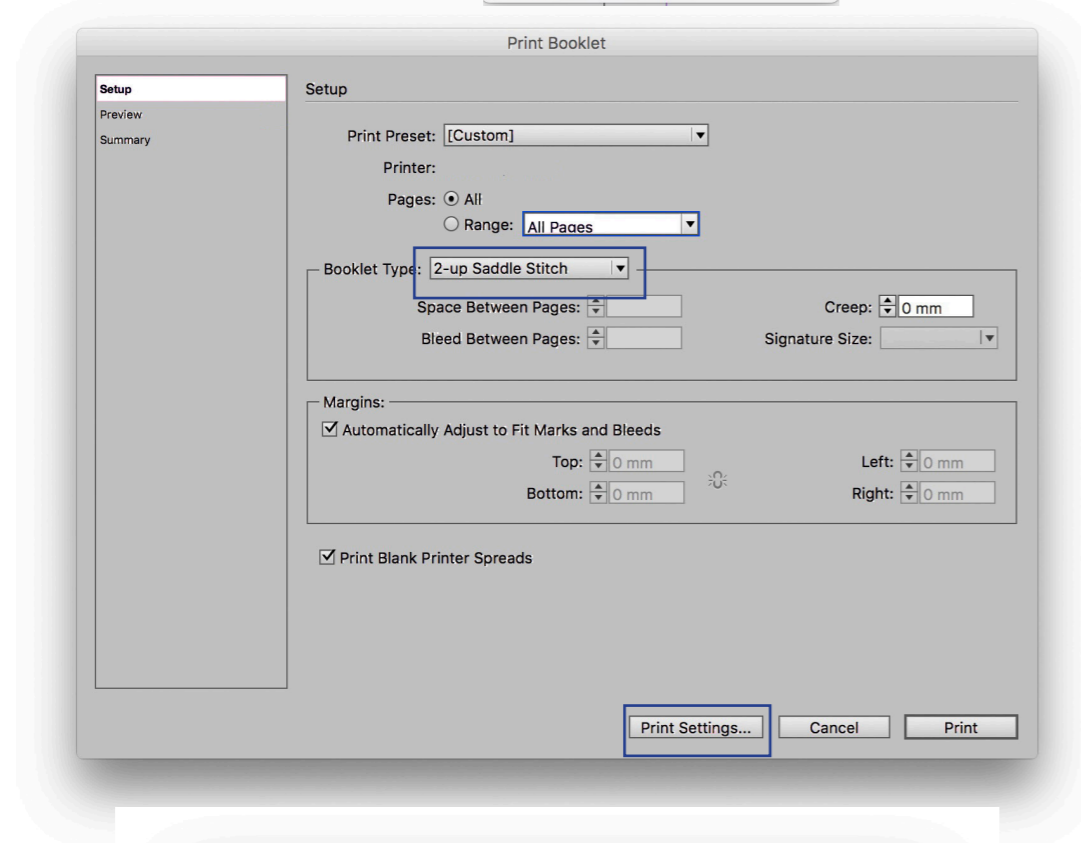 Print Booklet
Setup
Preview
Summary
Setup
Print Preset: [Custom]
Printer:
Pages: All
Range: All Pages
Booklet Type: 2-up Saddle Stitch
Space Between Pages: Creep: 0 mm
Bleed Between Pages: Signature Size:
Margins:
Automatically Adjust to Fit Marks and Bleeds
Top: 0 mm Left: 0 mm
Bottom: 0 mm Right: 0 mm
Print Blank Printer Spreads
Print Settings... Cancel Print